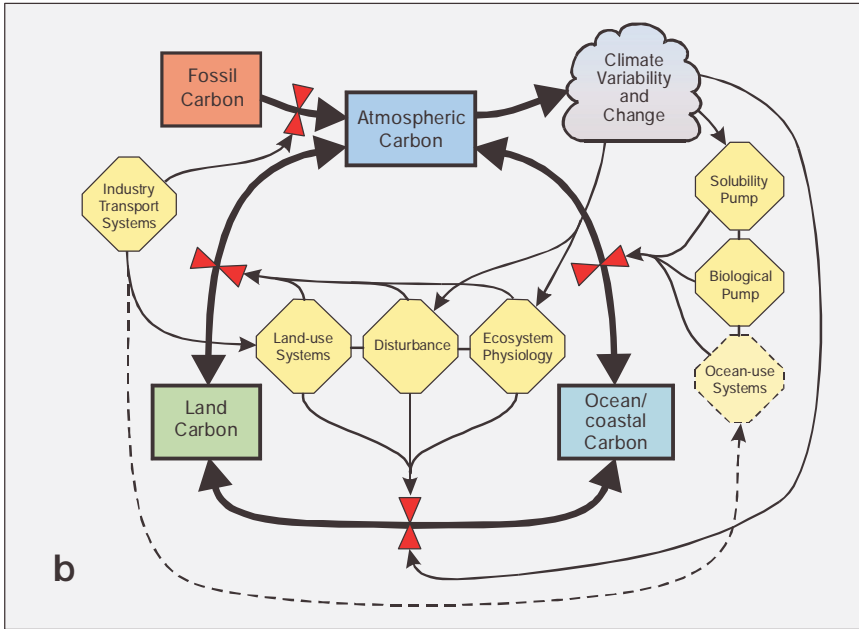 Fossil
Carbon
Atmospheric
Carbon
Climate
Variability
and
Change
Industry
Transport
Systems
Solubility
Pump
Biological
Pump
Ocean-use
Systems
Land-use
Systems
Disturbance
Ecosystem
Physiology
Land
Carbon
Ocean/
coastal
Carbon
b